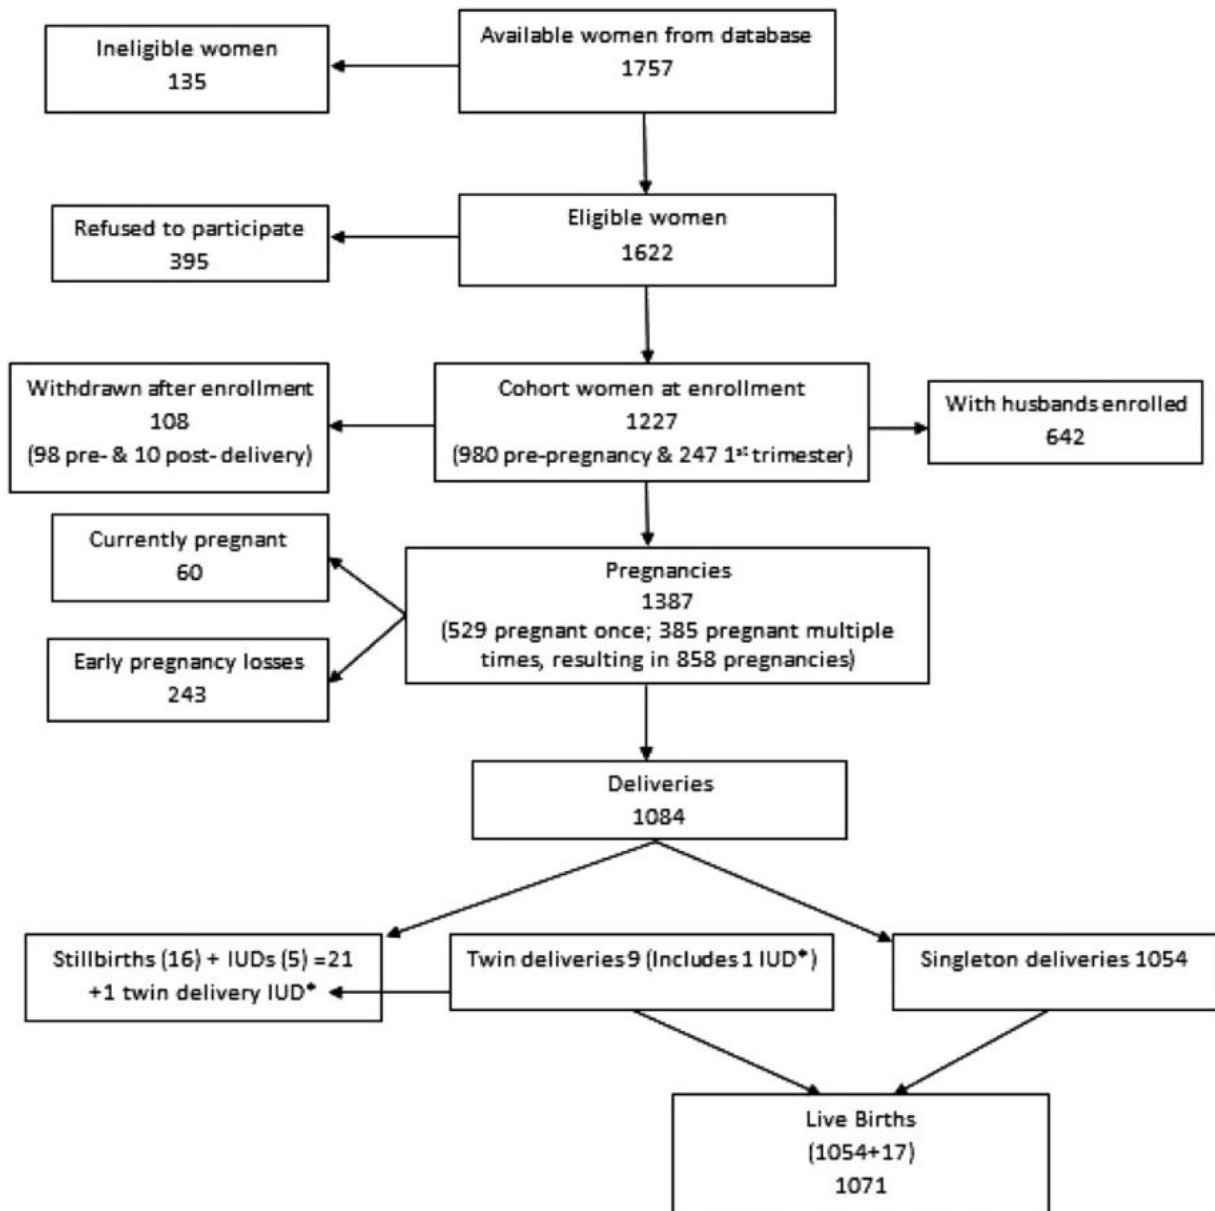 Ineligible women
135
Available women from database
1757
Refused to participate
395
Eligible women
1622
Withdrawn after enrollment
108
(98 pre- & 10 post- delivery)
Cohort women at enrollment
1227
(980 pre-pregnancy & 247 1st trimester)
With husbands enrolled
642
Currently pregnant
60
Early pregnancy losses
243
Pregnancies
1387
(529 pregnant once; 385 pregnant multiple
times, resulting in 858 pregnancies)
Deliveries
1084
Stillbirths (16) + IUDs (5) =21
+1 twin delivery IUD*
Twin deliveries 9 (Includes 1 IUD*)
Singleton deliveries 1054
Live Births
(1054+17)
1071